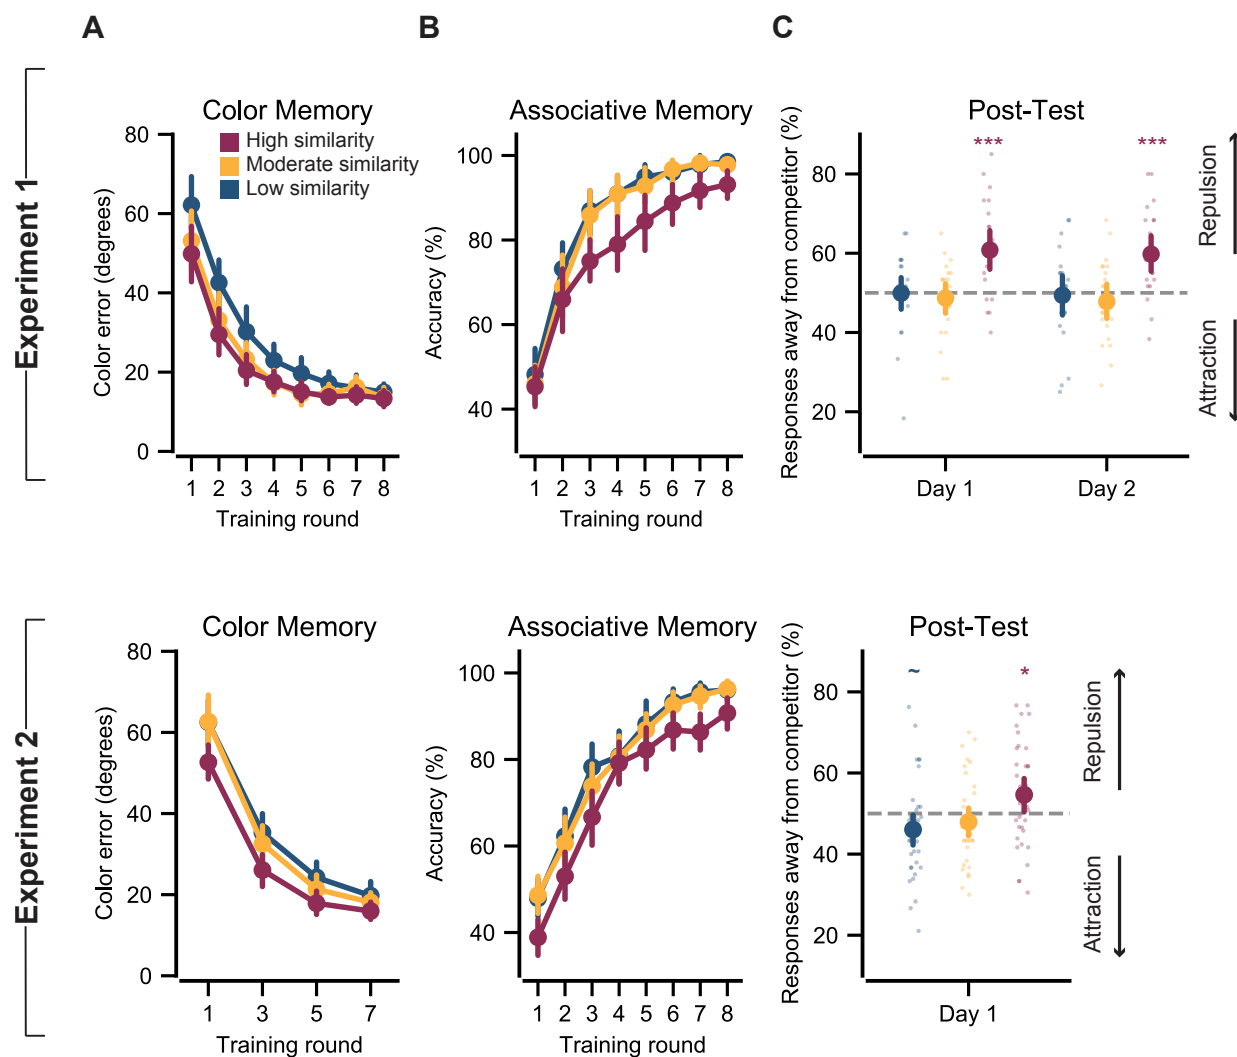 A
B
C
Experiment 1
Color Memory
High similarity
Moderate similarity
Low similarity
Color error (degrees)
80
60
40
20
0
1 2 3 4 5 6 7 8
Training round
Associative Memory
Accuracy (%)
100
80
60
40
1 2 3 4 5 6 7 8
Training round
Post-Test
Responses away from competitor (%)
*** ***
80
60
40
20
Day 1 Day 2
Repulsion
Attraction
Experiment 2
Color Memory
Color error (degrees)
80
60
40
20
0
1 3 5 7
Training round
Associative Memory
Accuracy (%)
100
80
60
40
1 2 3 4 5 6 7 8
Training round
Post-Test
Responses away from competitor (%)
~ *
80
60
40
20
Day 1
Repulsion
Attraction